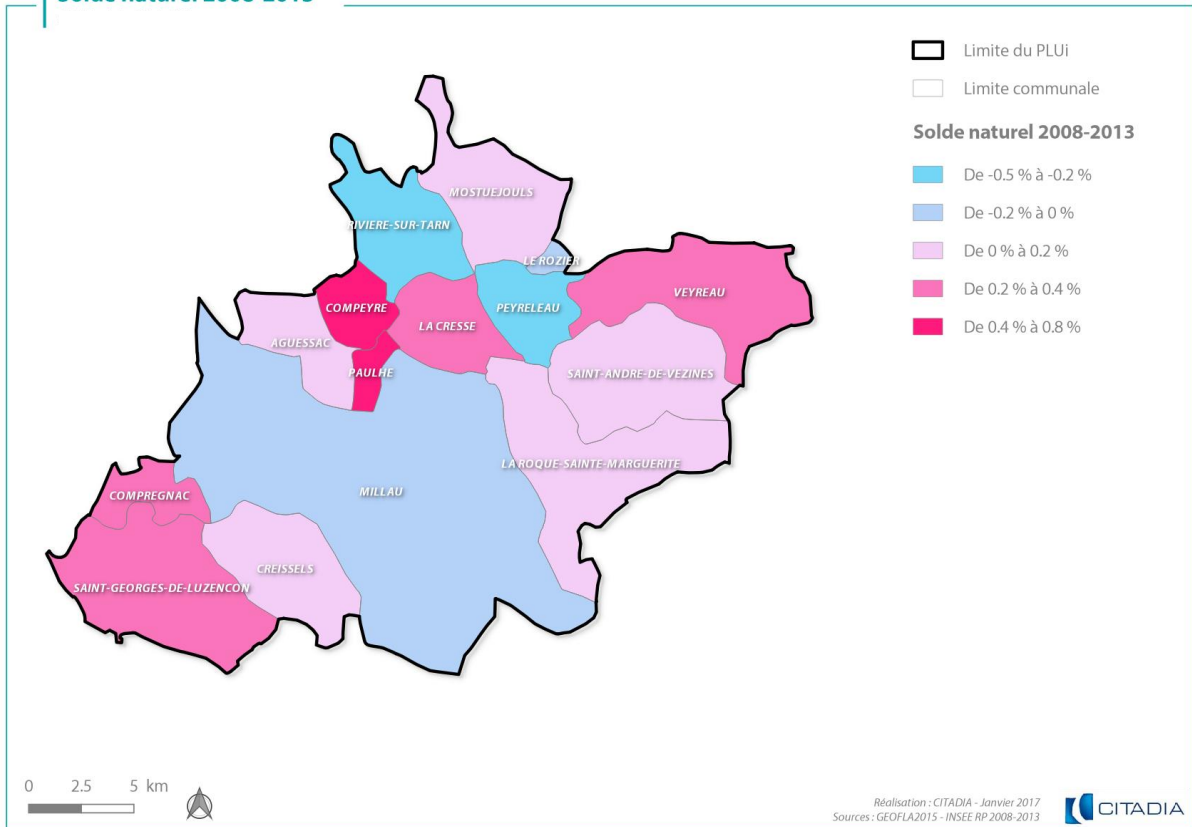 Solde naturel 2008-2013
Limite du PLUi
Limite communale
Solde naturel 2008-2013
De -0.5 % à -0.2 %
De -0.2 % à 0 %
De 0 % à 0.2 %
De 0.2 % à 0.4 %
De 0.4 % à 0.8 %
MOSTUEJOULS
RIVIERE-SUR-TARN
LE ROZIER
VEYREAU
COMPEYRE
PEYRELEAU
LA CRESSE
AGUESSAC
PAULHE
SAINT-ANDRE-DE-VEZINES
LA ROQUE-SAINTE-MARGUERITE
MILLAU
COMPREGNAC
CREISSELS
SAINT-GEORGES-DE-LUZENCON
0 2.5 5 km
Réalisation : CITADIA - Janvier 2017
Sources : GEOFLA2015 - INSEE RP 2008-2013
CITADIA